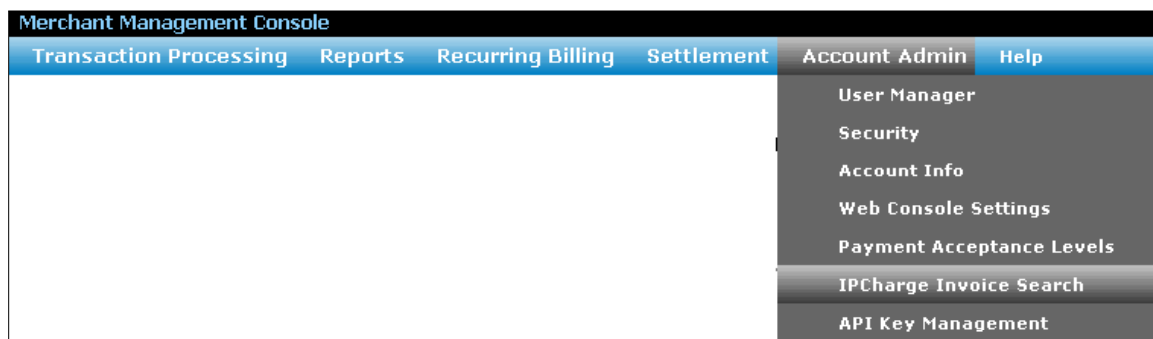 Merchant Management Console
Transaction Processing Reports Recurring Billing Settlement Account Admin Help
User Manager
Security
Account Info
Web Console Settings
Payment Acceptance Levels
IPCharge Invoice Search
API Key Management